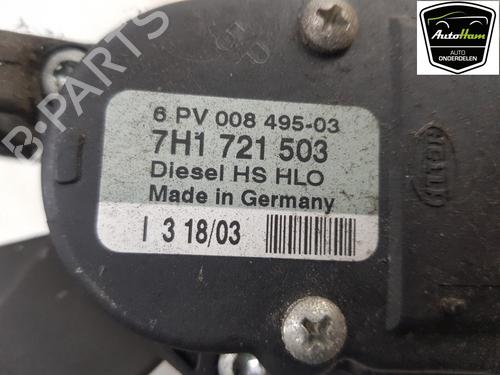 AutoHam
AUTO
ONDERDELEN
6 PV 008 495-03
7H1 721 503
Diesel HS HLO
Made in Germany
I 3 18/03
Hella